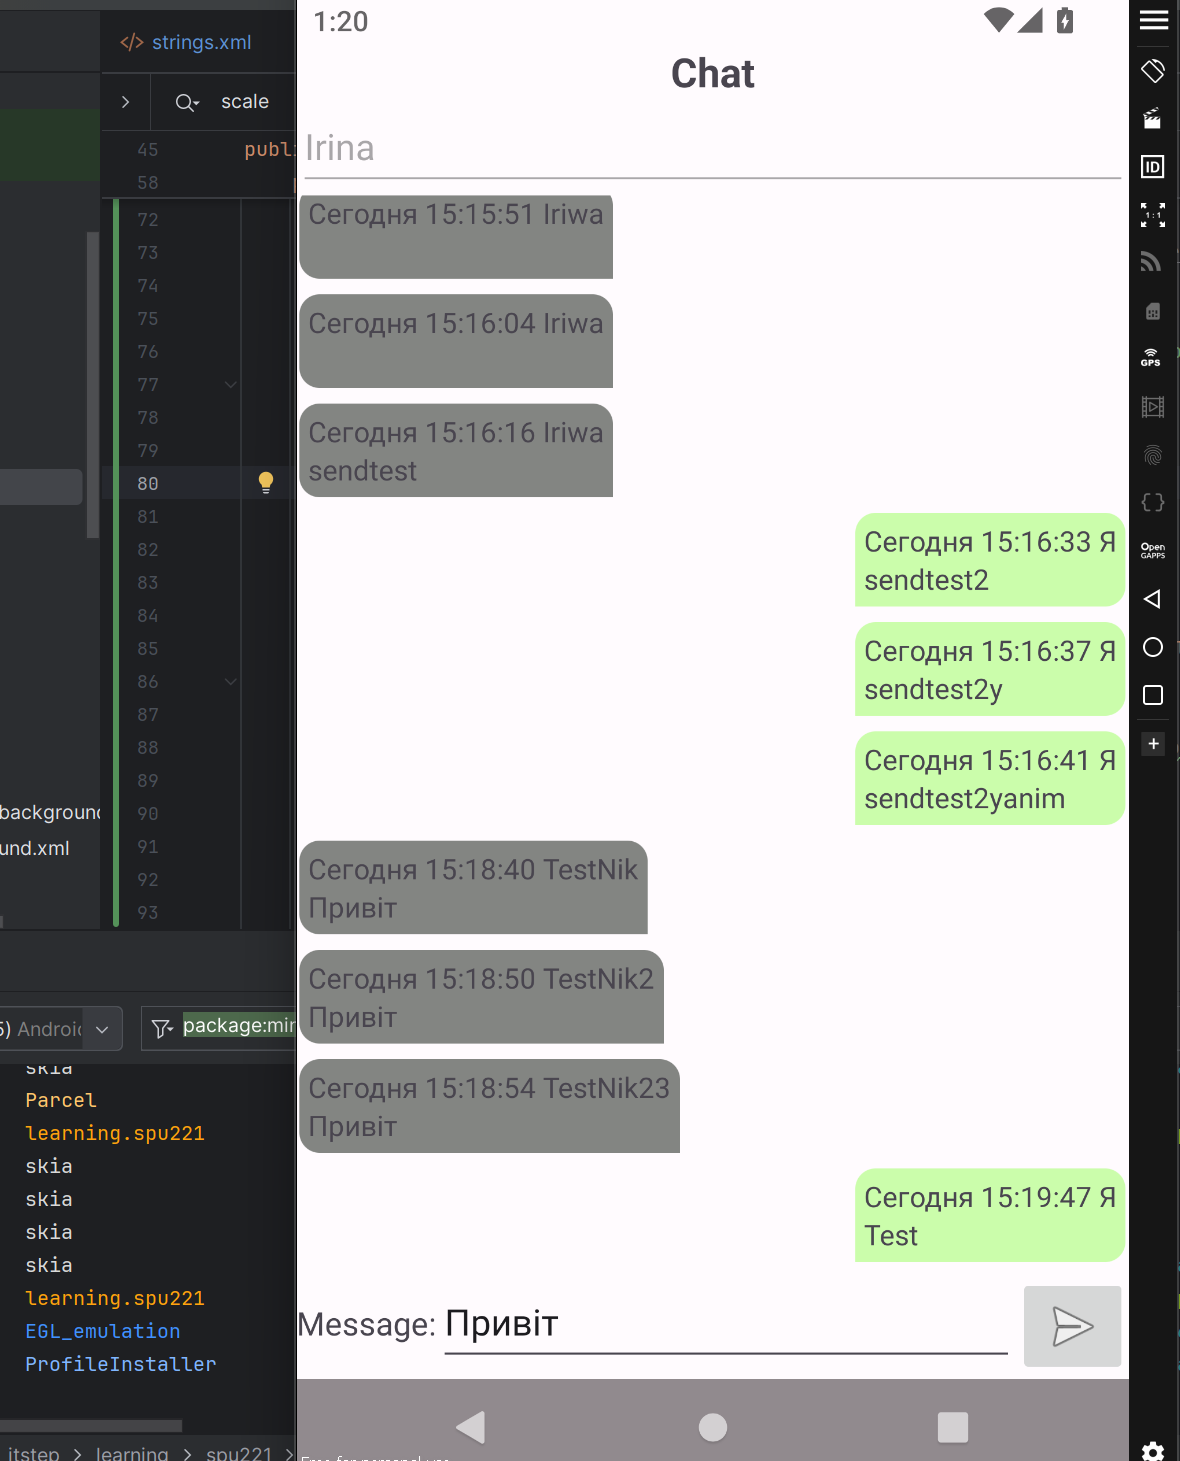 strings.xml
scale
45
publ
58
72
73
74
75
76
77
78
79
80
81
82
83
84
85
86
87
88
89
90
91
92
93
background
und.xml
5) Androi
package:mi
skia
Parcel
learning.spu221
skia
skia
skia
skia
learning.spu221
EGL_emulation
ProfileInstaller
itstep > learning > spu221 >
1:20
Chat
Irina
Сегодня 15:15:51 Iriwa
Сегодня 15:16:04 Iriwa
Сегодня 15:16:16 Iriwa
sendtest
Сегодня 15:16:33 Я
sendtest2
Сегодня 15:16:37 Я
sendtest2y
Сегодня 15:16:41 Я
sendtest2yanim
Сегодня 15:18:40 TestNik
Привіт
Сегодня 15:18:50 TestNik2
Привіт
Сегодня 15:18:54 TestNik23
Привіт
Сегодня 15:19:47 Я
Test
Message: Привіт
ID
1:1
GPS
Open
GAPPS